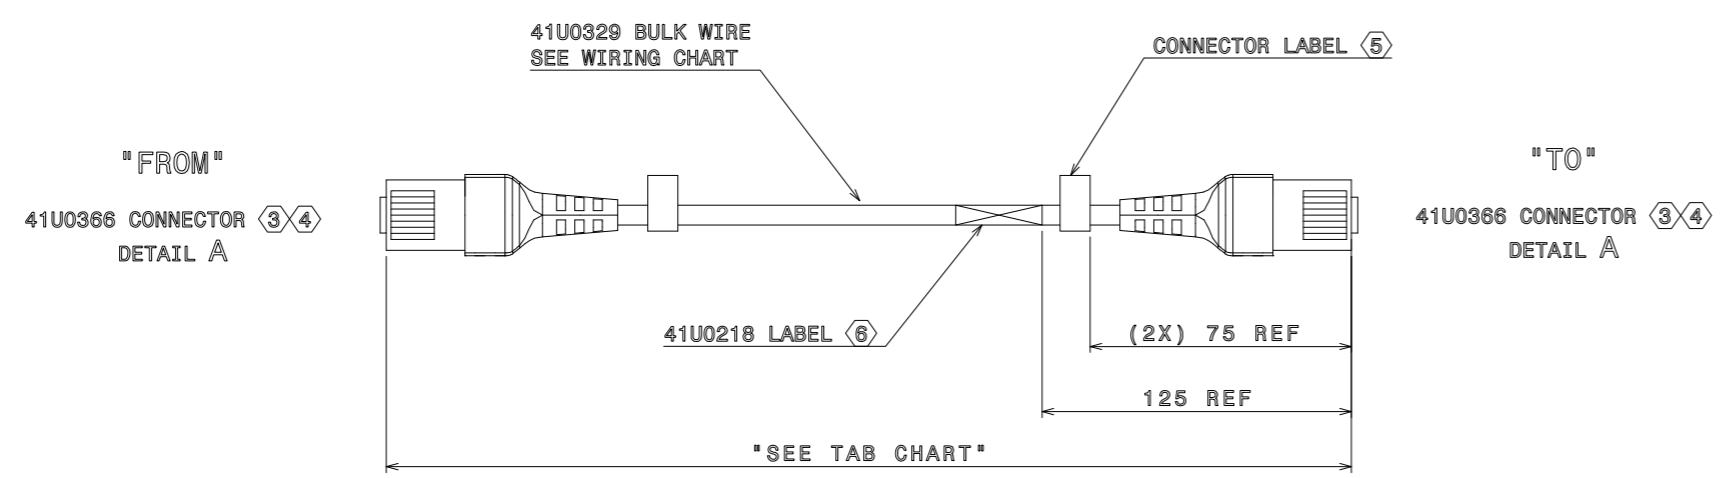 41U0329 BULK WIRE
SEE WIRING CHART
CONNECTOR LABEL 5
"FROM"
41U0366 CONNECTOR 3 4
DETAIL A
"TO"
41U0366 CONNECTOR 3 4
DETAIL A
41U0218 LABEL 6
(2X) 75 REF
125 REF
"SEE TAB CHART"